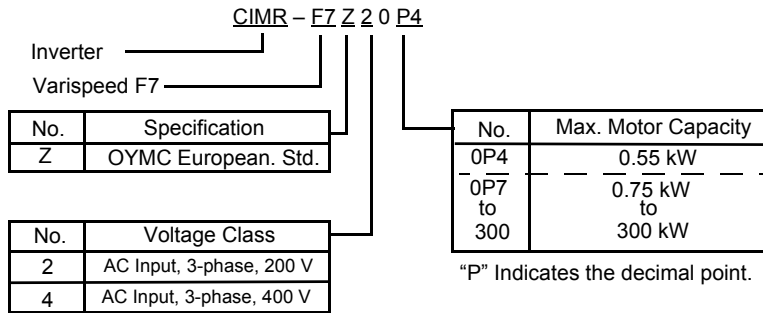 CIMR – F7 Z 2 0 P4
Inverter
Varispeed F7
No. Specification
Z OYMC European. Std.
No. Voltage Class
2 AC Input, 3-phase, 200 V
4 AC Input, 3-phase, 400 V
No. Max. Motor Capacity
0P4 0.55 kW
0P7 0.75 kW
to to
300 300 kW
“P” Indicates the decimal point.